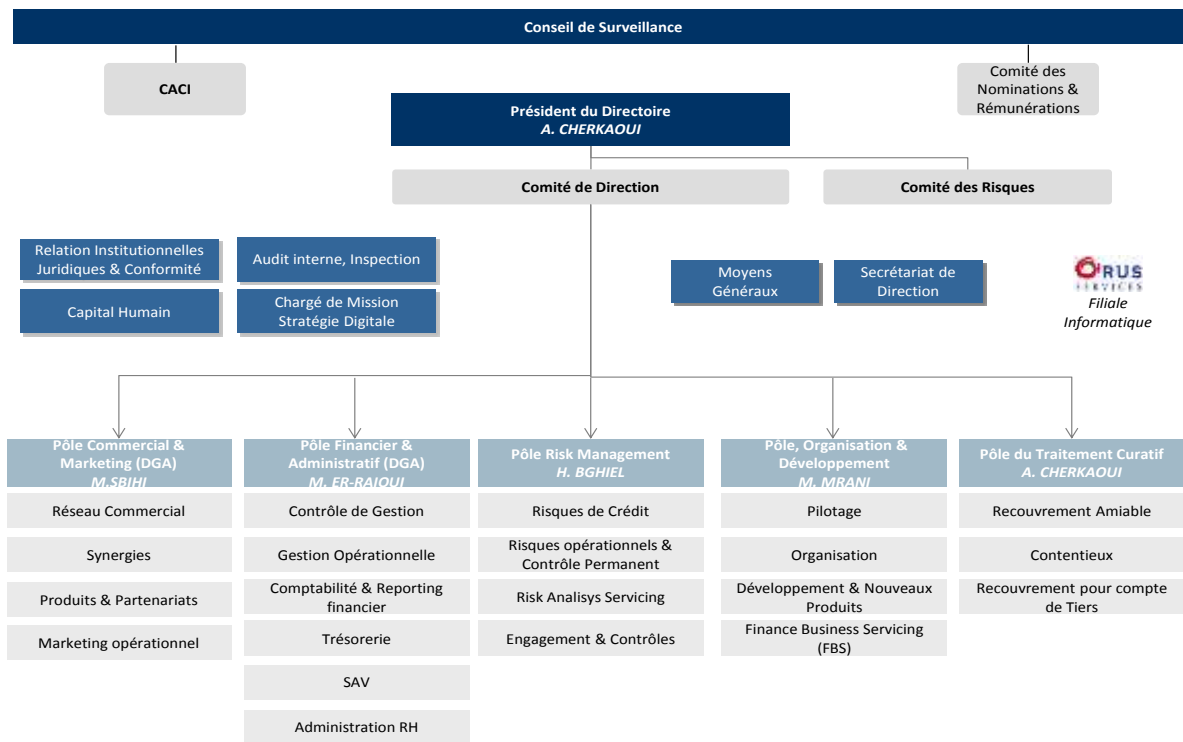 Conseil de Surveillance
CACI
Comité des
Nominations &
Rémunérations
Président du Directoire
A. CHERKAOUI
Comité de Direction
Comité des Risques
Relation Institutionnelles
Juridiques & Conformité
Audit interne, Inspection
Capital Humain
Chargé de Mission
Stratégie Digitale
Moyens
Généraux
Secrétariat de
Direction
ORUS
SERVICES
Filiale
Informatique
Pôle Commercial &
Marketing (DGA)
M.SBIHI
Réseau Commercial
Synergies
Produits & Partenariats
Marketing opérationnel
Pôle Financier &
Administratif (DGA)
M. ER-RAIOUI
Contrôle de Gestion
Gestion Opérationnelle
Comptabilité & Reporting
financier
Trésorerie
SAV
Administration RH
Pôle Risk Management
H. BGHIEL
Risques de Crédit
Risques opérationnels &
Contrôle Permanent
Risk Analisys Servicing
Engagement & Contrôles
Pôle, Organisation &
Développement
M. MRANI
Pilotage
Organisation
Développement & Nouveaux
Produits
Finance Business Servicing
(FBS)
Pôle du Traitement Curatif
A. CHERKAOUI
Recouvrement Amiable
Contentieux
Recouvrement pour compte
de Tiers